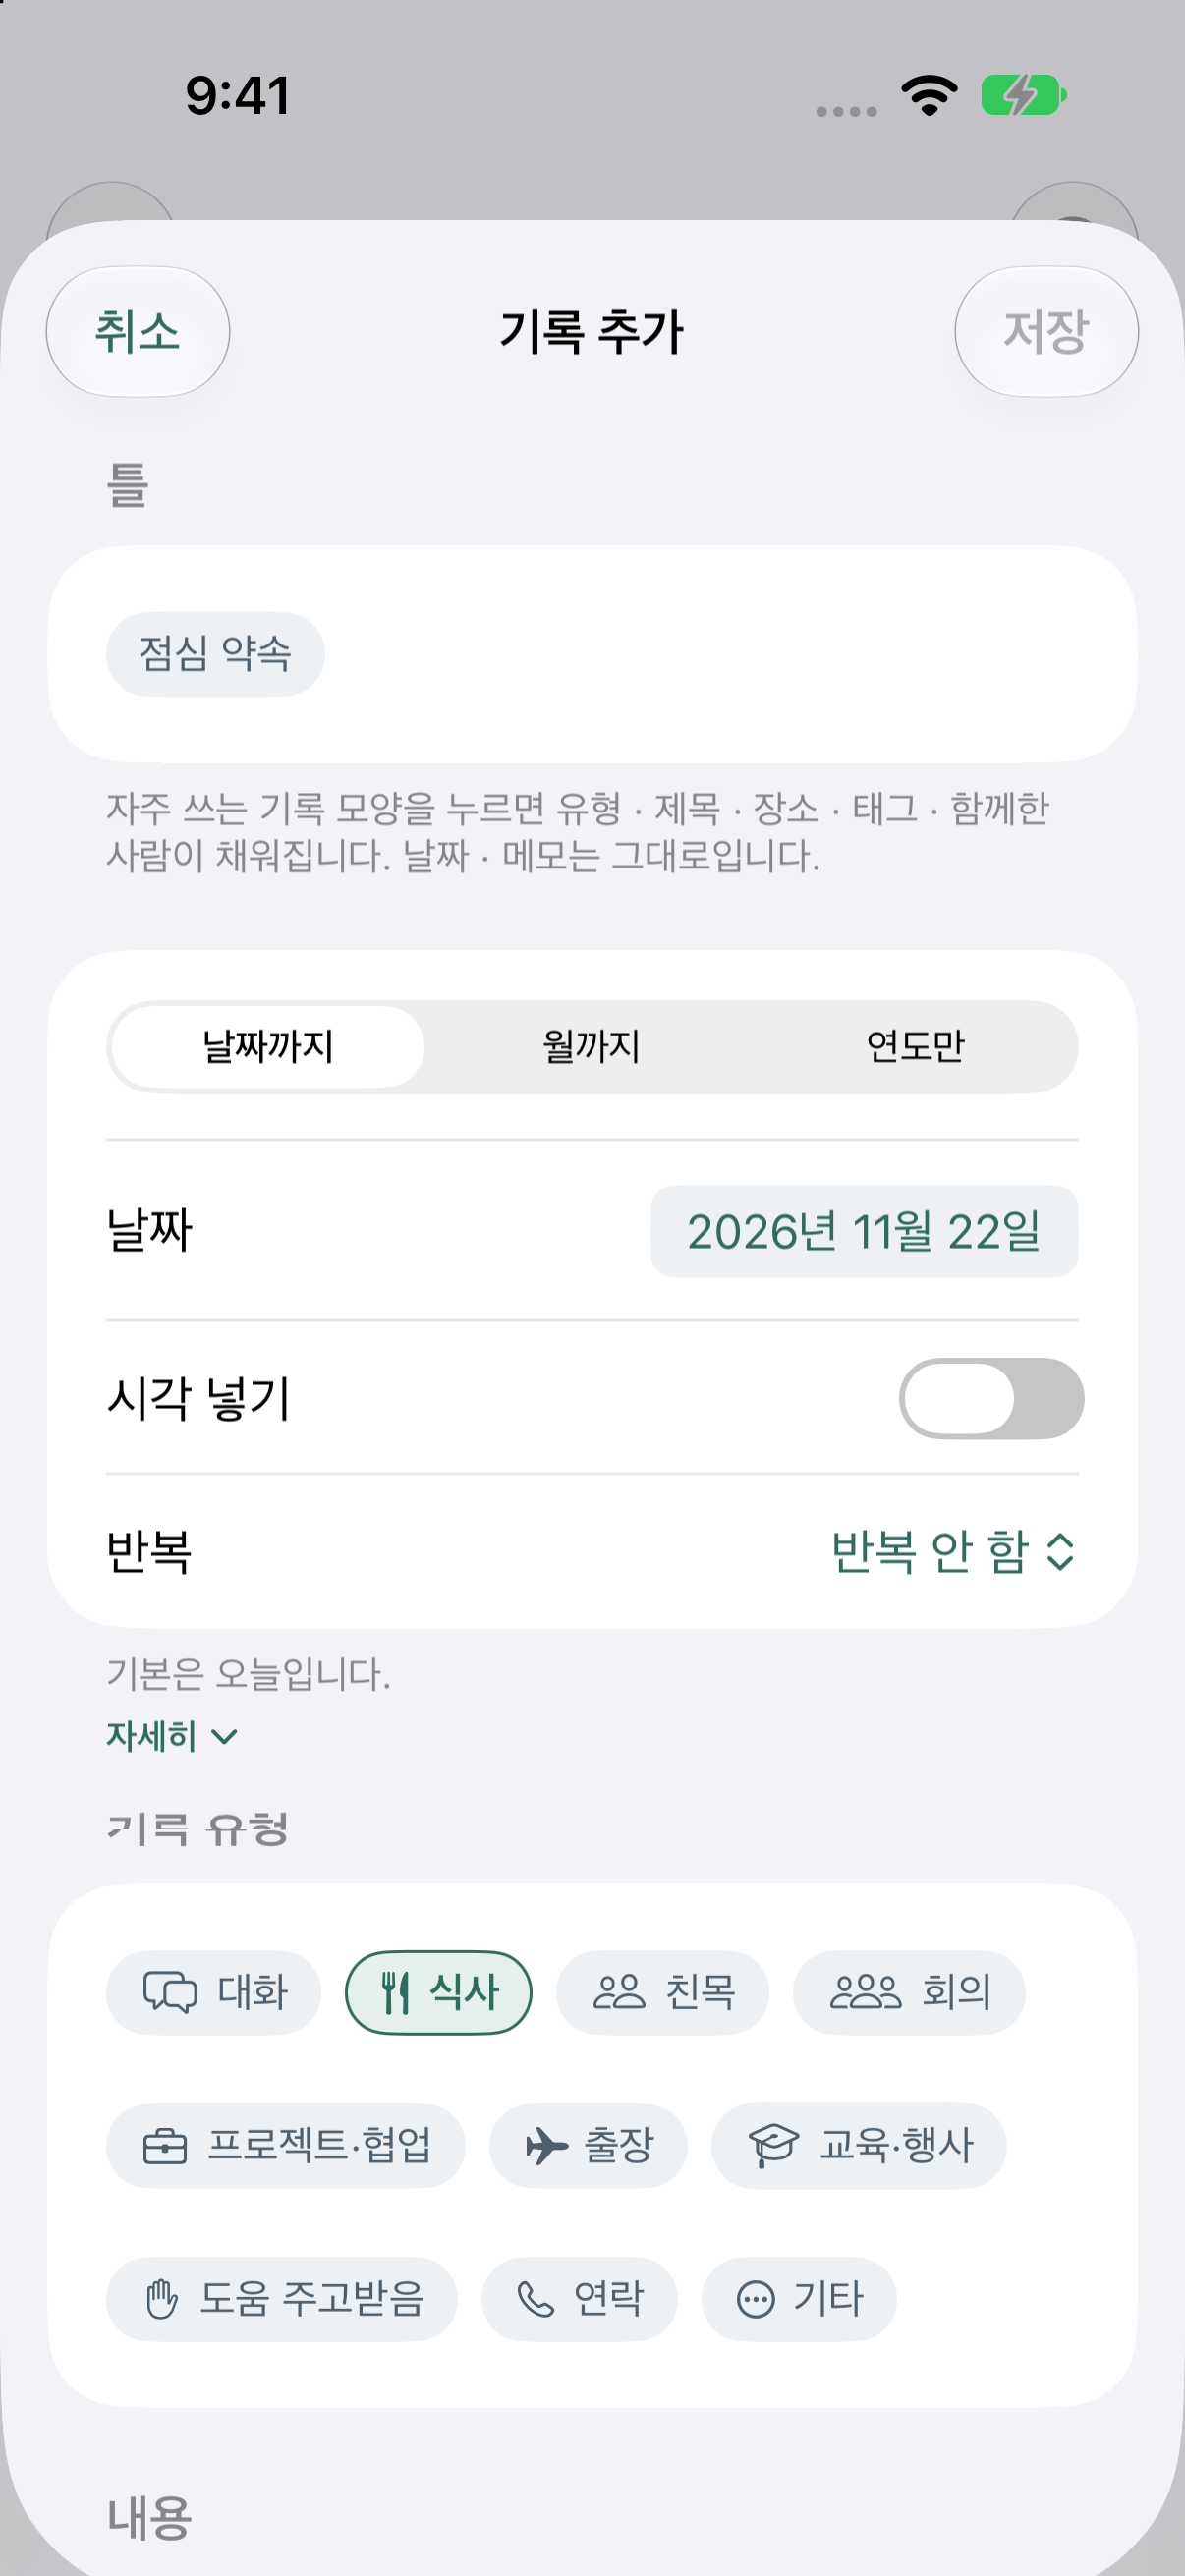 9:41
취소
기록 추가
저장
틀
점심 약속
자주 쓰는 기록 모양을 누르면 유형 · 제목 · 장소 · 태그 · 함께한
사람이 채워집니다. 날짜 · 메모는 그대로입니다.
날짜까지
월까지
연도만
날짜
2026년 11월 22일
시각 넣기
반복
반복 안 함
기본은 오늘입니다.
자세히
기록 유형
대화
식사
친목
회의
프로젝트·협업
출장
교육·행사
도움 주고받음
연락
기타
내용